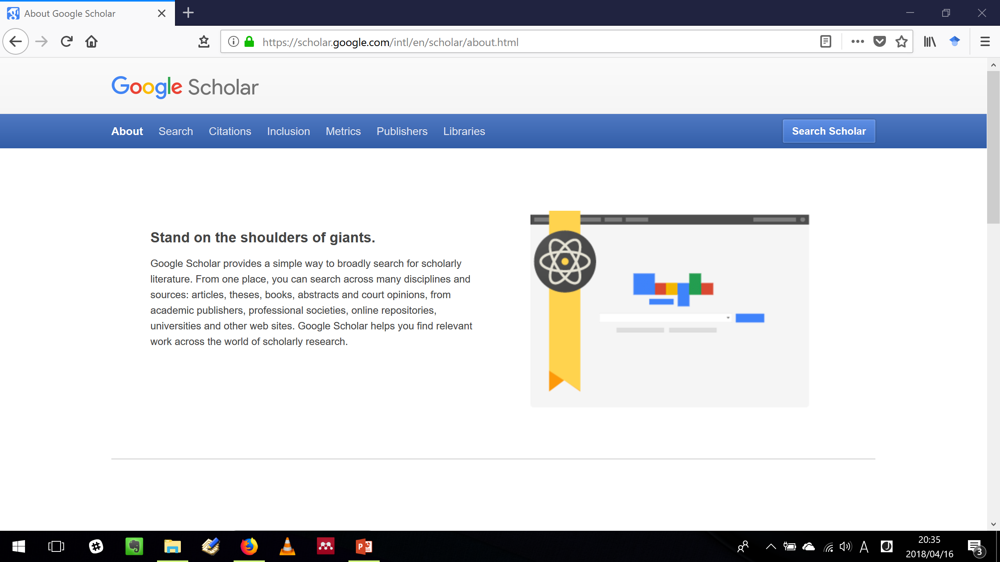 About Google Scholar
https://scholar.google.com/intl/en/scholar/about.html
Google Scholar
About Search Citations Inclusion Metrics Publishers Libraries Search Scholar
Stand on the shoulders of giants.
Google Scholar provides a simple way to broadly search for scholarly
literature. From one place, you can search across many disciplines and
sources: articles, theses, books, abstracts and court opinions, from
academic publishers, professional societies, online repositories,
universities and other web sites. Google Scholar helps you find relevant
work across the world of scholarly research.
A J 20:35
2018/04/16 3